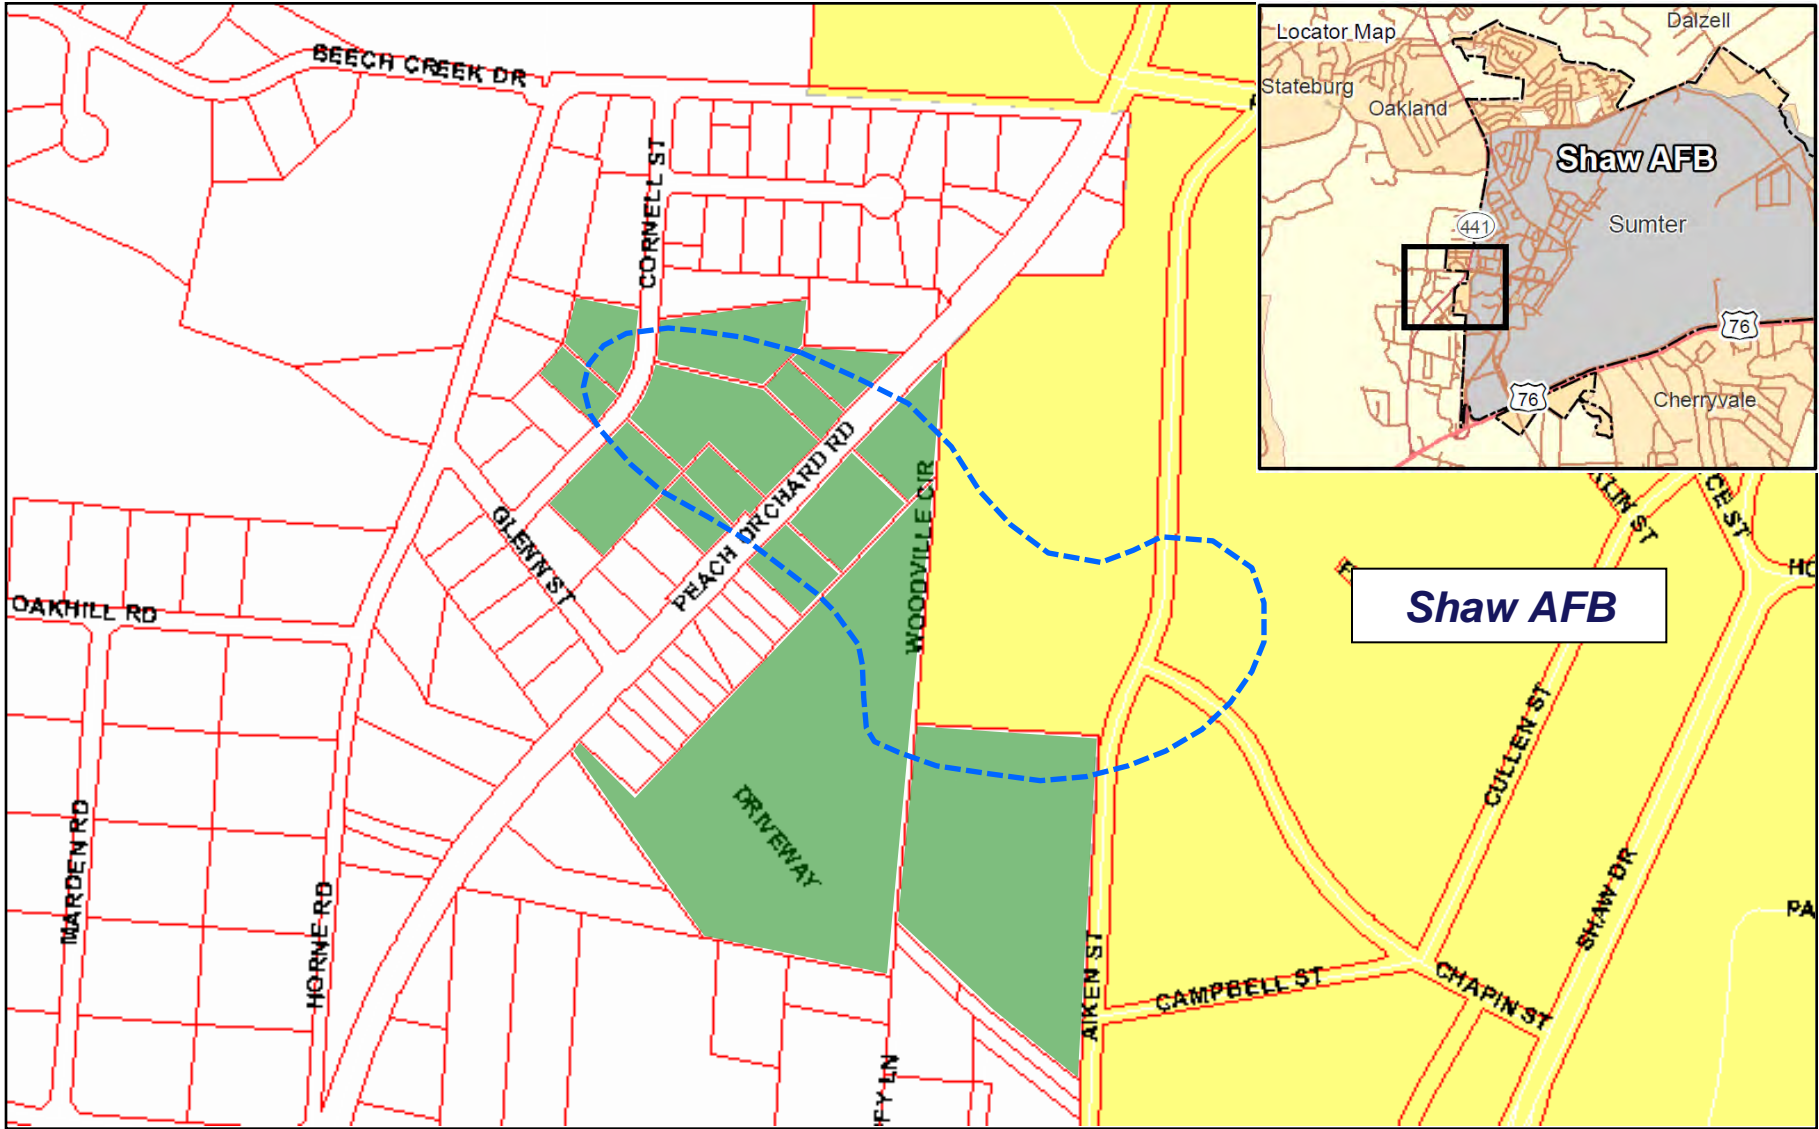 BEECH CREEK DR
Locator Map
Dalzell
Stateburg
Oakland
Shaw AFB
Sumter
441
76
76
Cherryvale
CORNELL ST
PEACH ORCHARD RD
WOODVILLE CIR
GLENN ST
OAKHILL RD
Shaw AFB
CULLEN ST
SHAW DR
MARDEN RD
HORNE RD
DRIVEWAY
AIKEN ST
CAMPBELL ST
CHAPIN ST